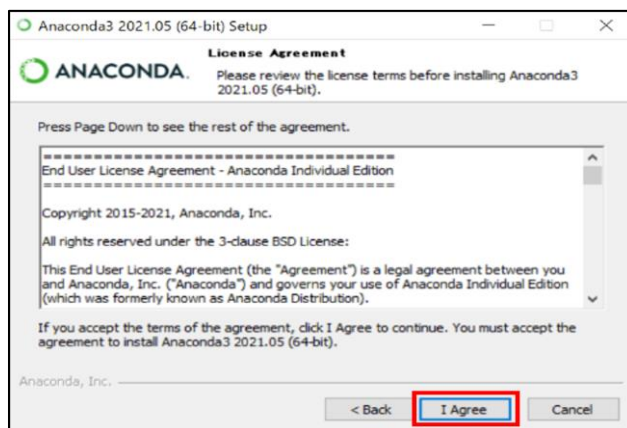 Anaconda3 2021.05 (64-bit) Setup
ANACONDA.
License Agreement
Please review the license terms before installing Anaconda3
2021.05 (64-bit).
Press Page Down to see the rest of the agreement.
===================================
End User License Agreement - Anaconda Individual Edition
===================================
Copyright 2015-2021, Anaconda, Inc.
All rights reserved under the 3-clause BSD License:
This End User License Agreement (the "Agreement") is a legal agreement between you
and Anaconda, Inc. ("Anaconda") and governs your use of Anaconda Individual Edition
(which was formerly known as Anaconda Distribution).
If you accept the terms of the agreement, click I Agree to continue. You must accept the
agreement to install Anaconda3 2021.05 (64-bit).
Anaconda, Inc.
< Back I Agree Cancel